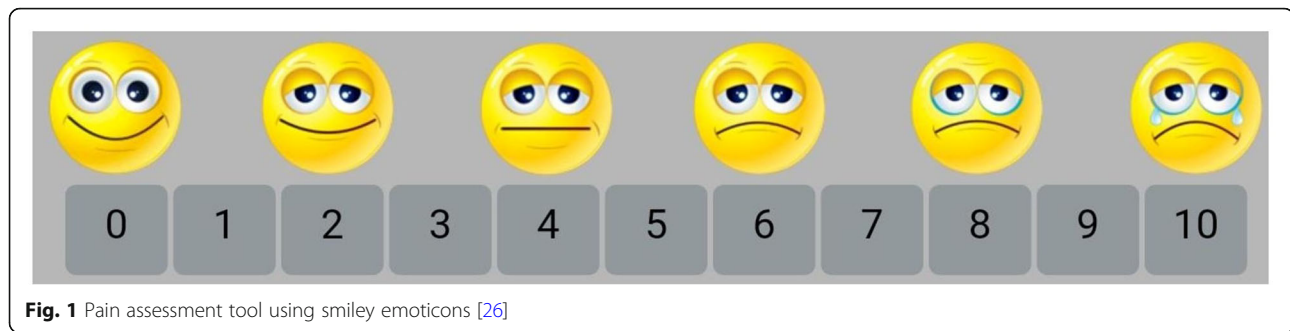 0 1 2 3 4 5 6 7 8 9 10
Fig. 1 Pain assessment tool using smiley emoticons [26]